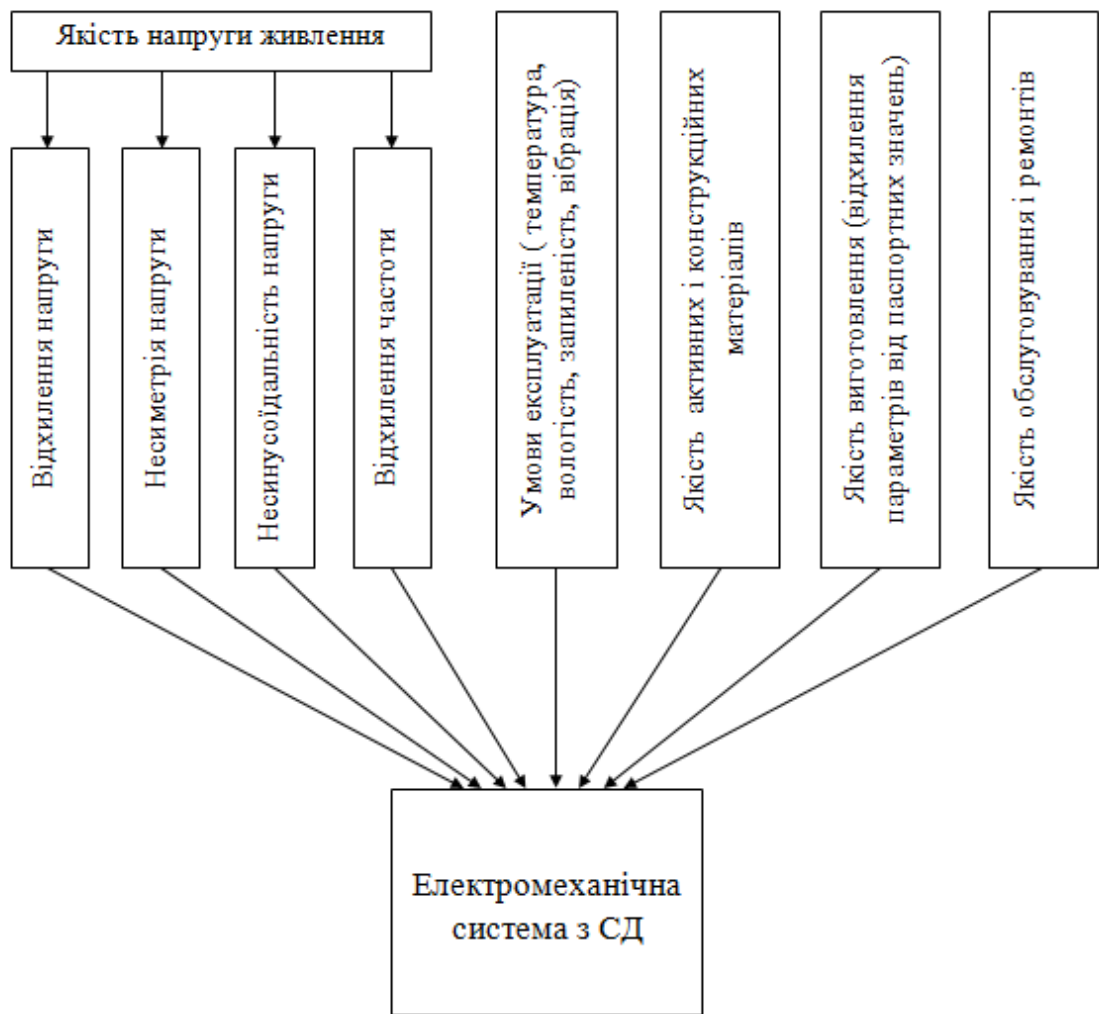 Якість напруги живлення
Відхилення напруги
Несиметрія напруги
Несинусоїдальність напруги
Відхилення частоти
Умови експлуатації ( температура,
вологість, запиленість, вібрація)
Якість активних і конструкційних
матеріалів
Якість виготовлення (відхилення
параметрів від паспортних значень)
Якість обслуговування і ремонтів
Електромеханічна
система з СД